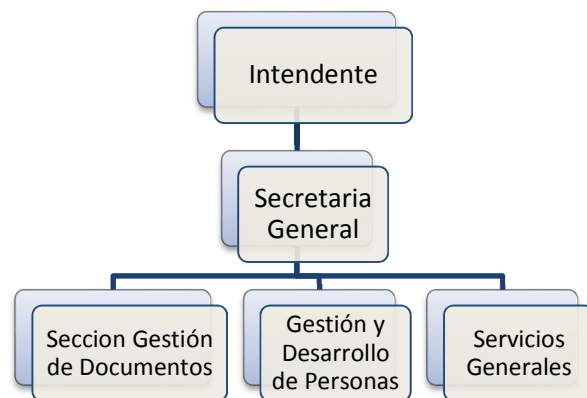 Intendente
Secretaria
General
Seccion Gestión
de Documentos
Gestión y
Desarrollo
de Personas
Servicios
Generales